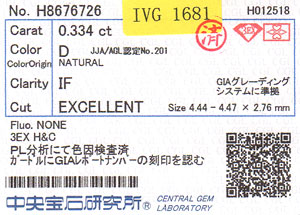 No. H8676726
IVG 1681
H012518
Carat 0.334 ct
済
Color D JJA/AGL認定No.201
ColorOrigin NATURAL
Clarity IF
GIAグレーディング
システムに準拠
Cut EXCELLENT
Size 4.44 - 4.47 × 2.76 mm
Fluo. NONE
3EX H&C
PL分析にて色因検査済
ガードルにGIAレポートナンバーの刻印を認む
中央宝石研究所®
CENTRAL GEM
LABORATORY